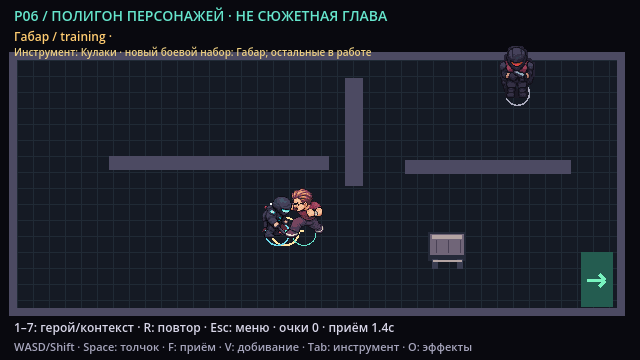 P06 / ПОЛИГОН ПЕРСОНАЖЕЙ · НЕ СЮЖЕТНАЯ ГЛАВА
Габар / training ·
Инструмент: Кулаки · новый боевой набор: Габар; остальные в работе
1–7: герой/контекст · R: повтор · Esc: меню · очки 0 · приём 1.4с
WASD/Shift · Space: толчок · F: приём · V: добивание · Tab: инструмент · O: эффекты